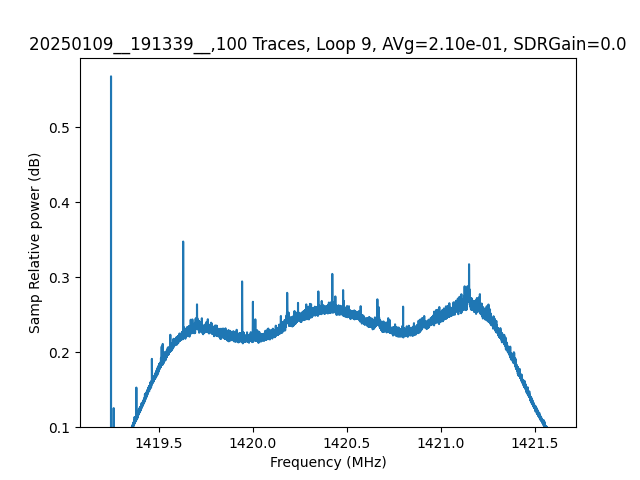 20250109__191339__,100 Traces, Loop 9, AVg=2.10e-01, SDRGain=0.0
0.5
0.4
0.3
0.2
0.1
Samp Relative power (dB)
1419.5 1420.0 1420.5 1421.0 1421.5
Frequency (MHz)